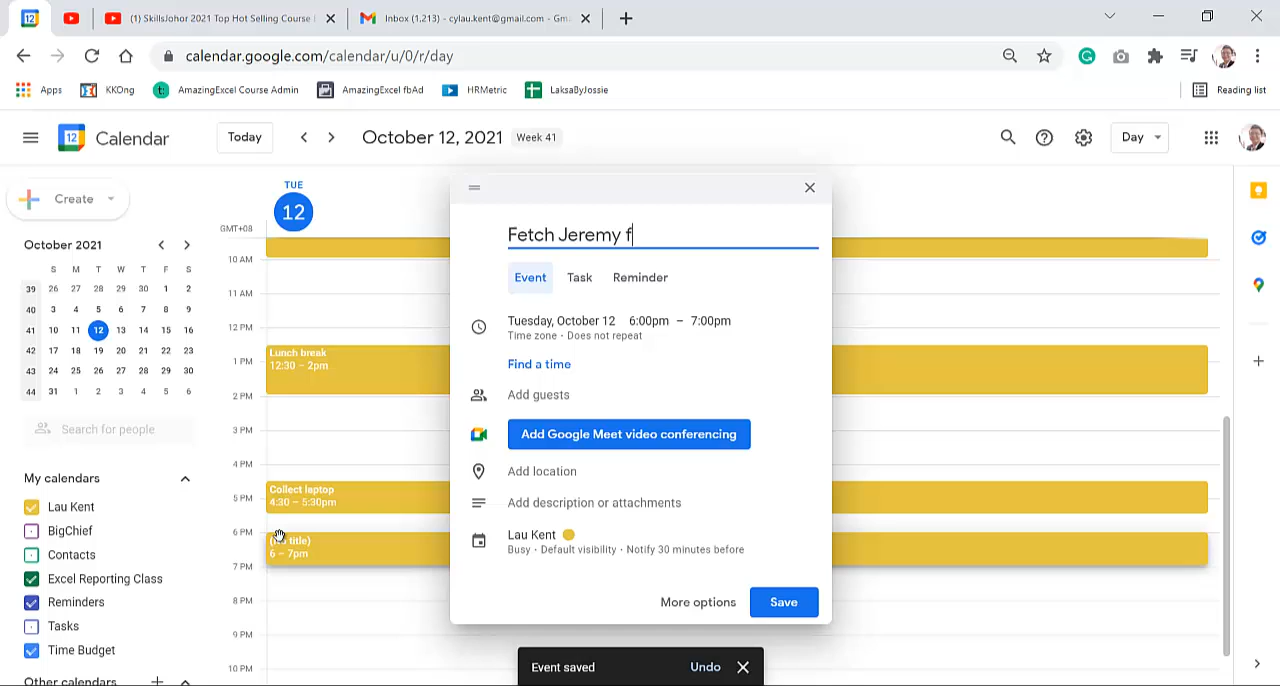 (1) SkillsJohor 2021 Top Hot Selling Course
Inbox (1,213) - cylau.kent@gmail.com - Gm
calendar.google.com/calendar/u/0/r/day
Apps KKOng AmazingExcel Course Admin AmazingExcel fbAd HRMetric LaksaByJossie Reading list
12 Calendar Today October 12, 2021 Week 41 Day
Create
October 2021
S M T W T F S
39 26 27 28 29 30 1 2
40 3 4 5 6 7 8 9
41 10 11 12 13 14 15 16
42 17 18 19 20 21 22 23
43 24 25 26 27 28 29 30
44 31 1 2 3 4 5 6
Search for people
My calendars
Lau Kent
BigChief
Contacts
Excel Reporting Class
Reminders
Tasks
Time Budget
Other calendars
TUE
12
GMT+08
10 AM
11 AM
12 PM
1 PM
2 PM
3 PM
4 PM
5 PM
6 PM
7 PM
8 PM
9 PM
10 PM
Lunch break
12:30 – 2pm
Collect laptop
4:30 – 5:30pm
title)
6 – 7pm
Fetch Jeremy f
Event Task Reminder
Tuesday, October 12 6:00pm – 7:00pm
Time zone · Does not repeat
Find a time
Add guests
Add Google Meet video conferencing
Add location
Add description or attachments
Lau Kent
Busy · Default visibility · Notify 30 minutes before
More options Save
Event saved Undo